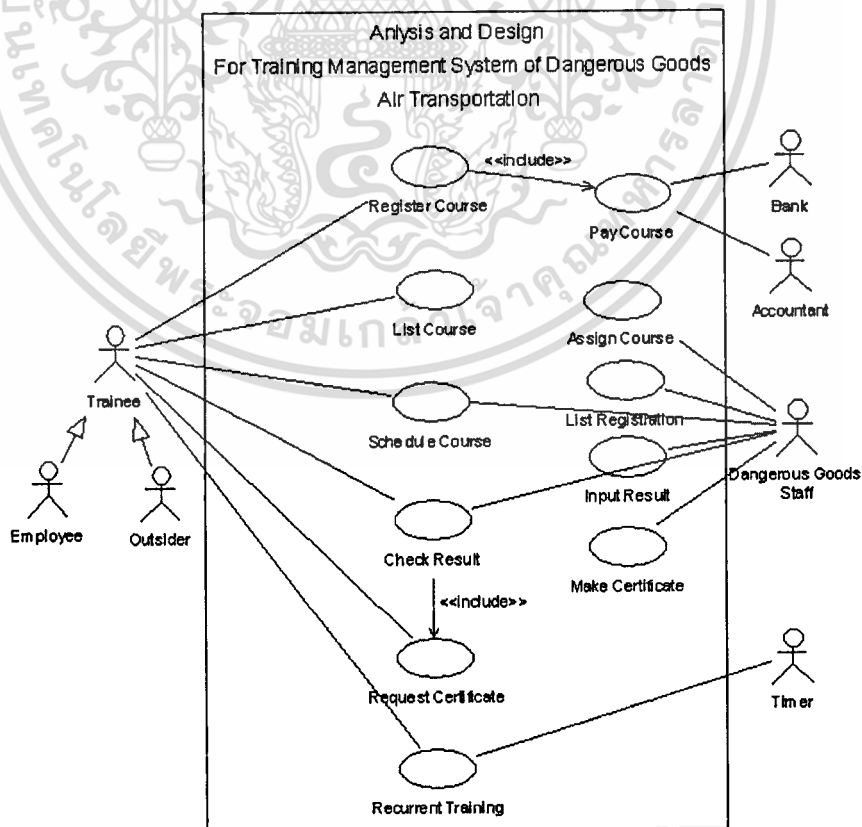 Anlysis and Design
For Training Management System of Dangerous Goods
Air Transportation
<<include>>
Register Course
Pay Course
Bank
List Course
Assign Course
Accountant
Trainee
Schedule Course
List Registration
Employee
Outsider
Input Result
Dangerous Goods
Staff
Check Result
Make Certificate
<<include>>
Request Certificate
Timer
Recurrent Training